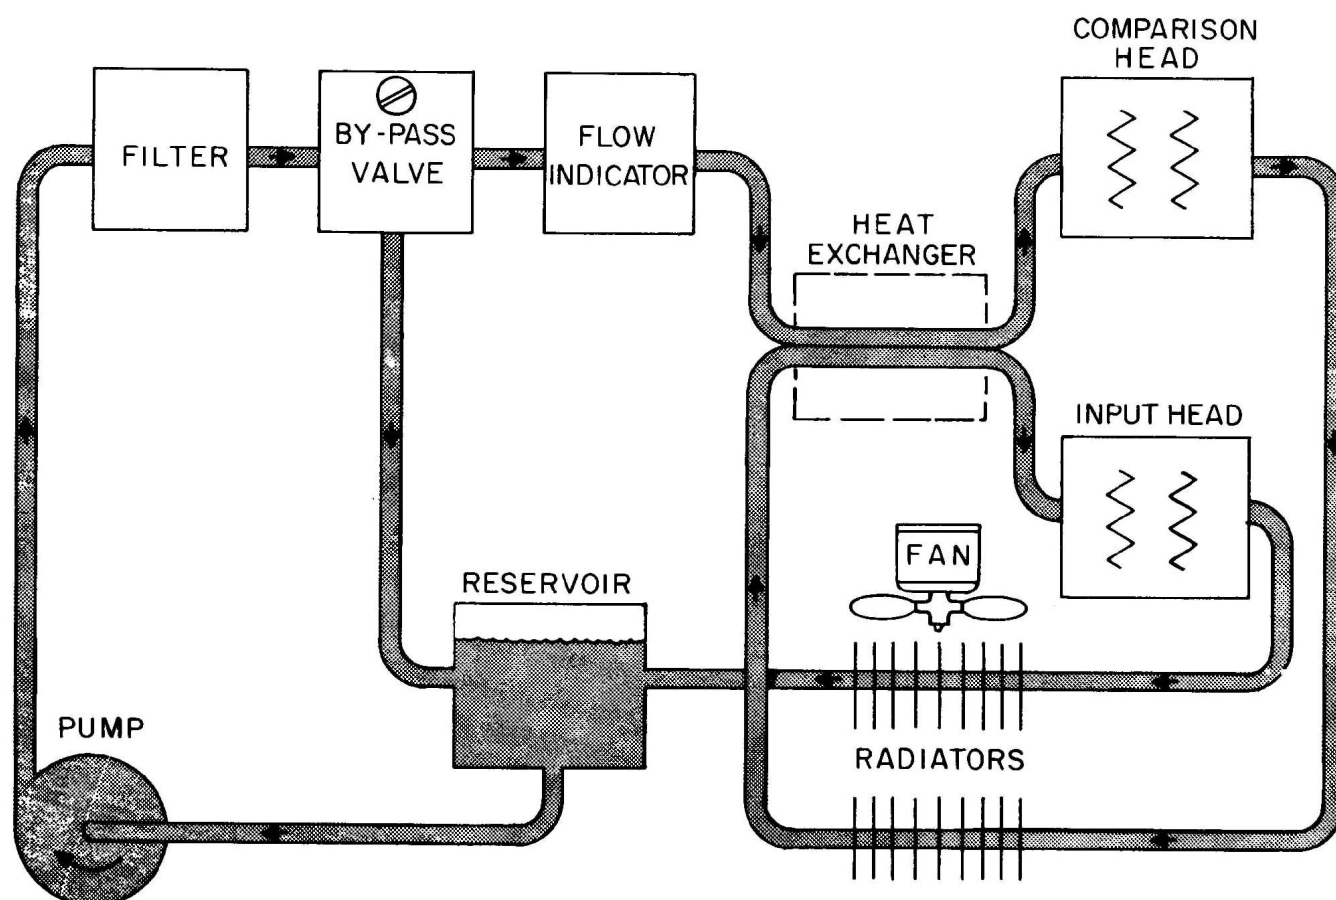 COMPARISON
HEAD
FILTER
BY-PASS
VALVE
FLOW
INDICATOR
HEAT
EXCHANGER
INPUT HEAD
FAN
RESERVOIR
PUMP
RADIATORS